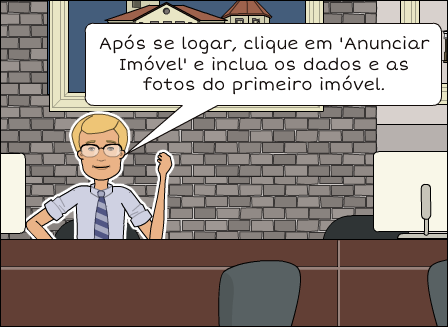 Após se logar, clique em 'Anunciar
Imóvel' e inclua os dados e as
fotos do primeiro imóvel.